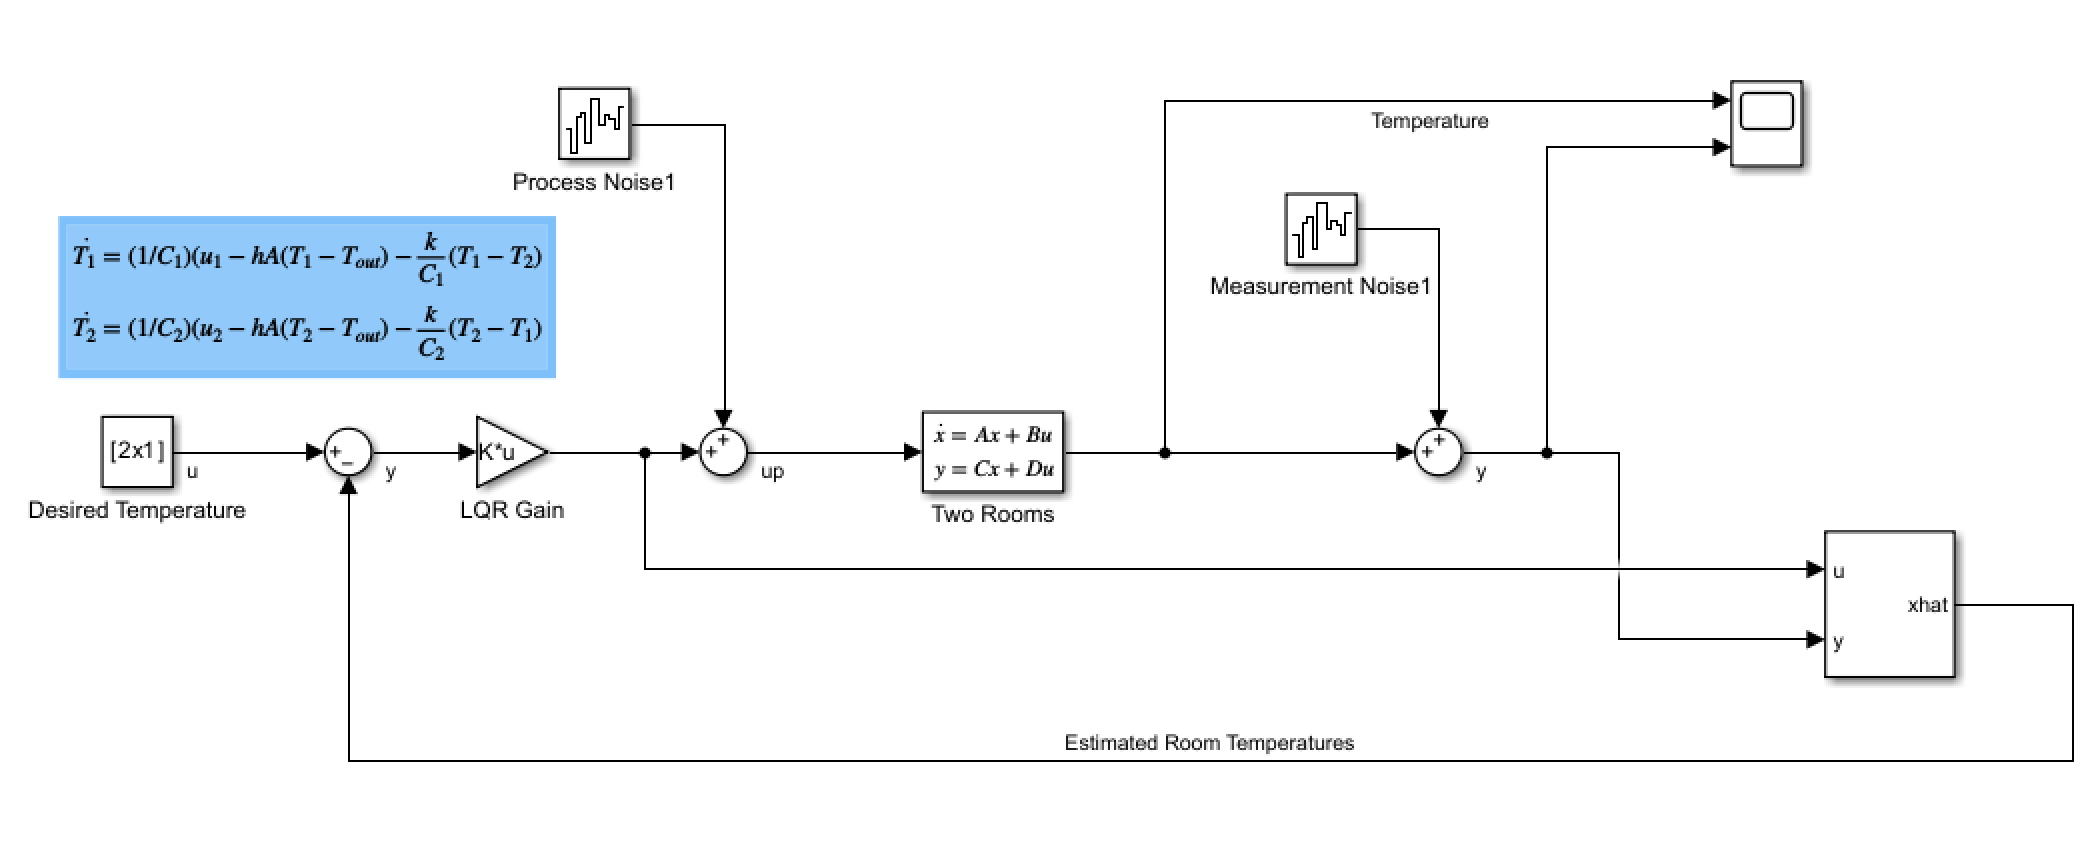 Temperature
Process Noise1
Measurement Noise1
Ṫ₁ = (1/C₁)(u₁ − hA(T₁ − Tₒᵤₜ) − k/C₁(T₁ − T₂)
Ṫ₂ = (1/C₂)(u₂ − hA(T₂ − Tₒᵤₜ) − k/C₂(T₂ − T₁)
[2x1]
u
Desired Temperature
+
−
y
K*u
LQR Gain
+
+
up
ẋ = Ax + Bu
y = Cx + Du
Two Rooms
+
+
y
u
xhat
y
Estimated Room Temperatures